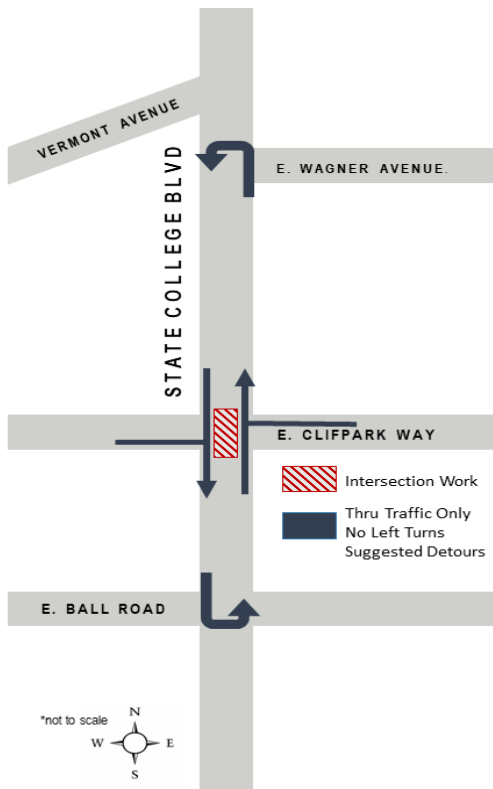 VERMONT AVENUE
E. WAGNER AVENUE.
STATE COLLEGE BLVD
E. CLIFPARK WAY
Intersection Work
Thru Traffic Only
No Left Turns
Suggested Detours
E. BALL ROAD
*not to scale
N
W E
S